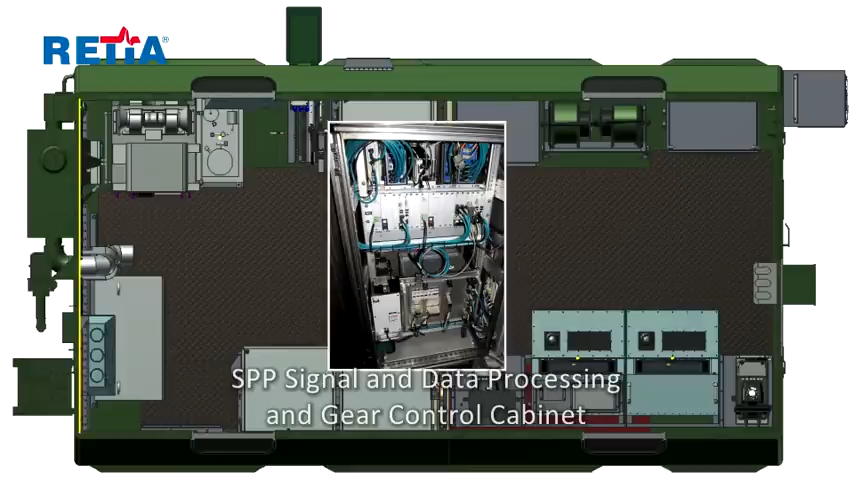 RETIA®
SPP Signal and Data Processing
and Gear Control Cabinet